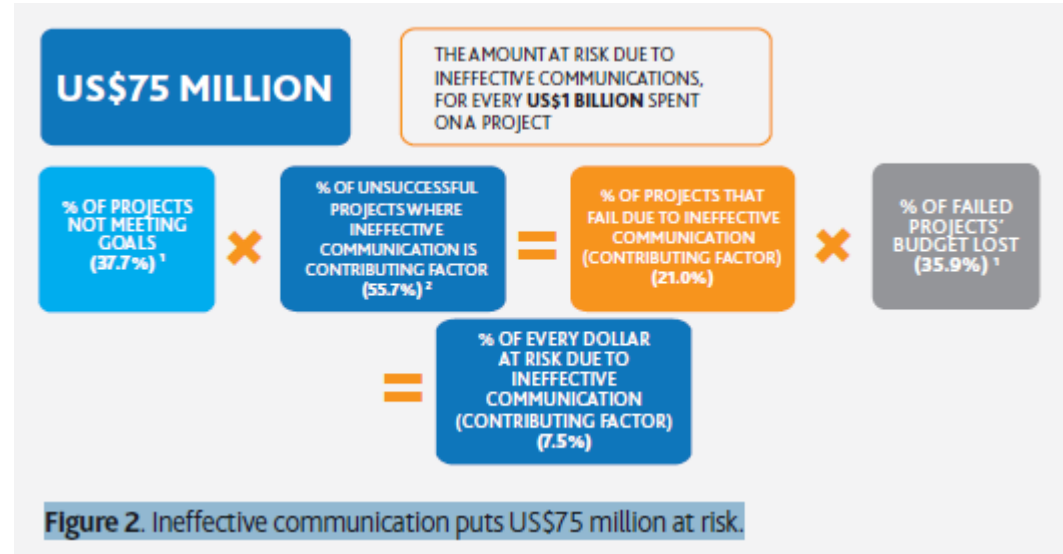 US$75 MILLION
THE AMOUNT AT RISK DUE TO
INEFFECTIVE COMMUNICATIONS,
FOR EVERY US$1 BILLION SPENT
ON A PROJECT
% OF PROJECTS
NOT MEETING
GOALS
(37.7%) ¹
% OF UNSUCCESSFUL
PROJECTS WHERE
INEFFECTIVE
COMMUNICATION IS
CONTRIBUTING FACTOR
(55.7%) ²
=
% OF PROJECTS THAT
FAIL DUE TO INEFFECTIVE
COMMUNICATION
(CONTRIBUTING FACTOR)
(21.0%)
% OF FAILED
PROJECTS'
BUDGET LOST
(35.9%) ¹
=
% OF EVERY DOLLAR
AT RISK DUE TO
INEFFECTIVE
COMMUNICATION
(CONTRIBUTING FACTOR)
(7.5%)
Figure 2. Ineffective communication puts US$75 million at risk.